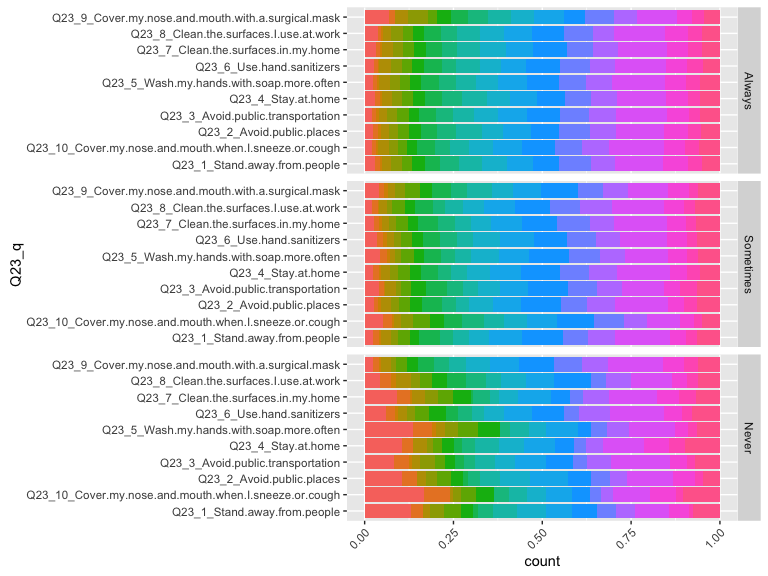 Q23_9_Cover.my.nose.and.mouth.with.a.surgical.mask
Q23_8_Clean.the.surfaces.I.use.at.work
Q23_7_Clean.the.surfaces.in.my.home
Q23_6_Use.hand.sanitizers
Q23_5_Wash.my.hands.with.soap.more.often
Q23_4_Stay.at.home
Q23_3_Avoid.public.transportation
Q23_2_Avoid.public.places
Q23_10_Cover.my.nose.and.mouth.when.I.sneeze.or.cough
Q23_1_Stand.away.from.people
Always
Q23_9_Cover.my.nose.and.mouth.with.a.surgical.mask
Q23_8_Clean.the.surfaces.I.use.at.work
Q23_7_Clean.the.surfaces.in.my.home
Q23_6_Use.hand.sanitizers
Q23_5_Wash.my.hands.with.soap.more.often
Q23_4_Stay.at.home
Q23_3_Avoid.public.transportation
Q23_2_Avoid.public.places
Q23_10_Cover.my.nose.and.mouth.when.I.sneeze.or.cough
Q23_1_Stand.away.from.people
Sometimes
Q23_q
Q23_9_Cover.my.nose.and.mouth.with.a.surgical.mask
Q23_8_Clean.the.surfaces.I.use.at.work
Q23_7_Clean.the.surfaces.in.my.home
Q23_6_Use.hand.sanitizers
Q23_5_Wash.my.hands.with.soap.more.often
Q23_4_Stay.at.home
Q23_3_Avoid.public.transportation
Q23_2_Avoid.public.places
Q23_10_Cover.my.nose.and.mouth.when.I.sneeze.or.cough
Q23_1_Stand.away.from.people
Never
0.00
0.25
0.50
0.75
1.00
count